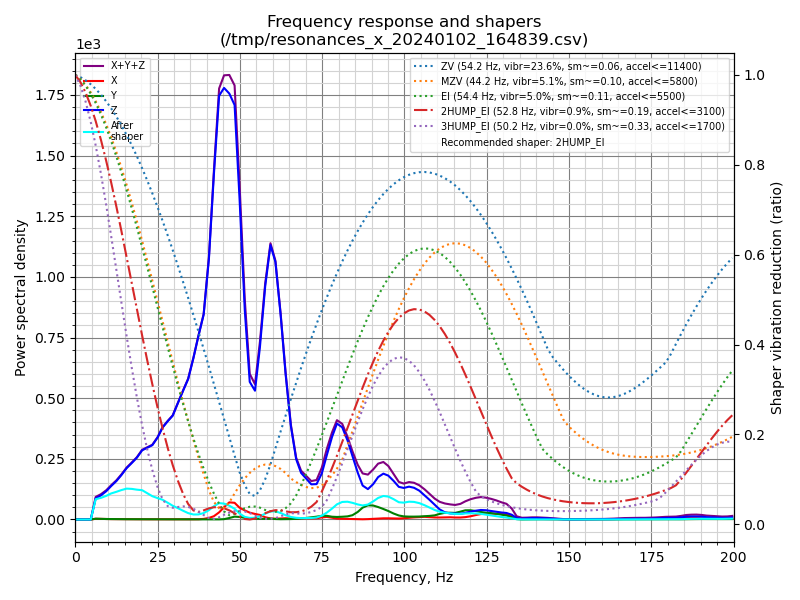 Frequency response and shapers
(/tmp/resonances_x_20240102_164839.csv)
1e3
X+Y+Z
X
Y
Z
After
shaper
ZV (54.2 Hz, vibr=23.6%, sm~=0.06, accel<=11400)
MZV (44.2 Hz, vibr=5.1%, sm~=0.10, accel<=5800)
EI (54.4 Hz, vibr=5.0%, sm~=0.11, accel<=5500)
2HUMP_EI (52.8 Hz, vibr=0.9%, sm~=0.19, accel<=3100)
3HUMP_EI (50.2 Hz, vibr=0.0%, sm~=0.33, accel<=1700)
Recommended shaper: 2HUMP_EI
Power spectral density
1.75
1.50
1.25
1.00
0.75
0.50
0.25
0.00
1.0
0.8
0.6
0.4
0.2
0.0
Shaper vibration reduction (ratio)
0 25 50 75 100 125 150 175 200
Frequency, Hz